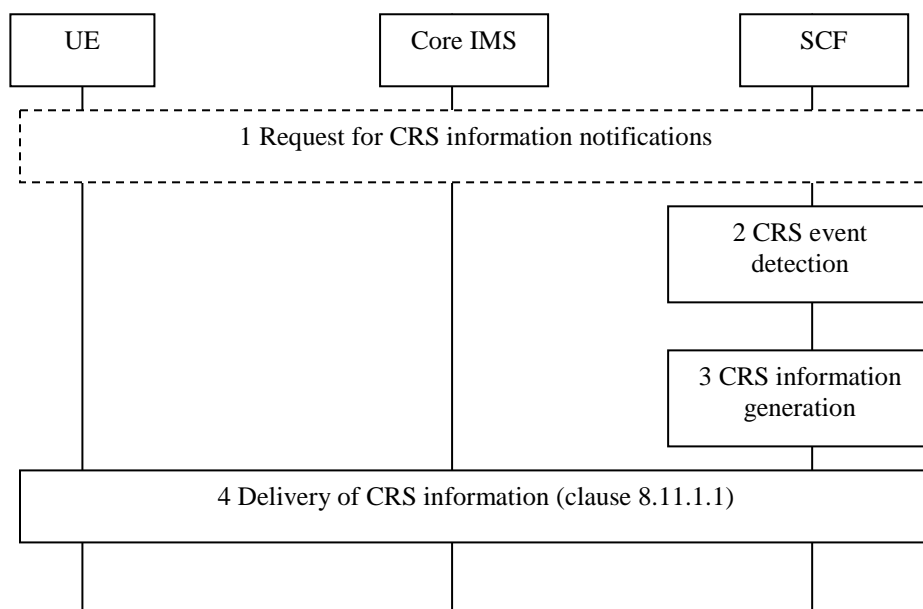 UE
Core IMS
SCF
1 Request for CRS information notifications
2 CRS event
detection
3 CRS information
generation
4 Delivery of CRS information (clause 8.11.1.1)